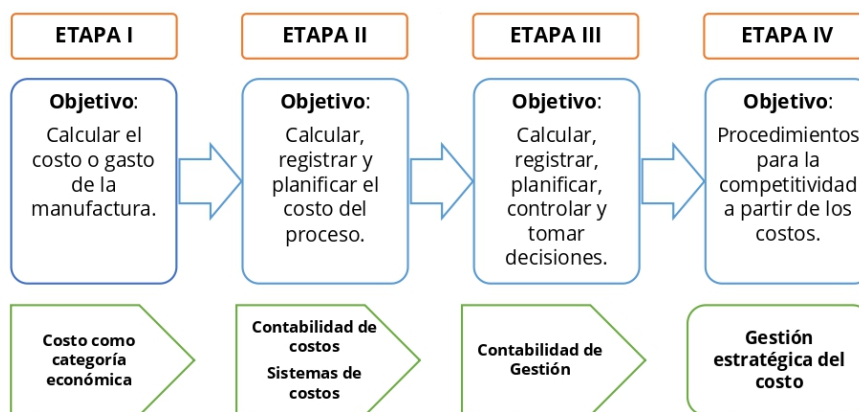 ETAPA I
ETAPA II
ETAPA III
ETAPA IV
Objetivo:
Calcular el
costo o gasto
de la
manufactura.
Objetivo:
Calcular,
registrar y
planificar el
costo del
proceso.
Objetivo:
Calcular,
registrar,
planificar,
controlar y
tomar
decisiones.
Objetivo:
Procedimientos
para la
competitividad
a partir de los
costos.
Costo como
categoría
económica
Contabilidad de
costos
Sistemas de
costos
Contabilidad de
Gestión
Gestión
estratégica del
costo